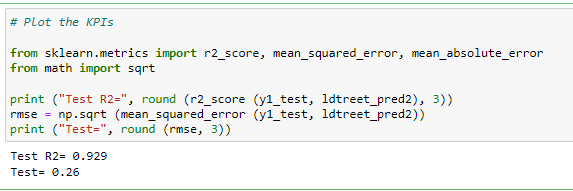 # Plot the KPIs
from sklearn.metrics import r2_score, mean_squared_error, mean_absolute_error
from math import sqrt
print ("Test R2=", round (r2_score (y1_test, ldtreet_pred2), 3))
rmse = np.sqrt (mean_squared_error (y1_test, ldtreet_pred2))
print ("Test=", round (rmse, 3))
Test R2= 0.929
Test= 0.26